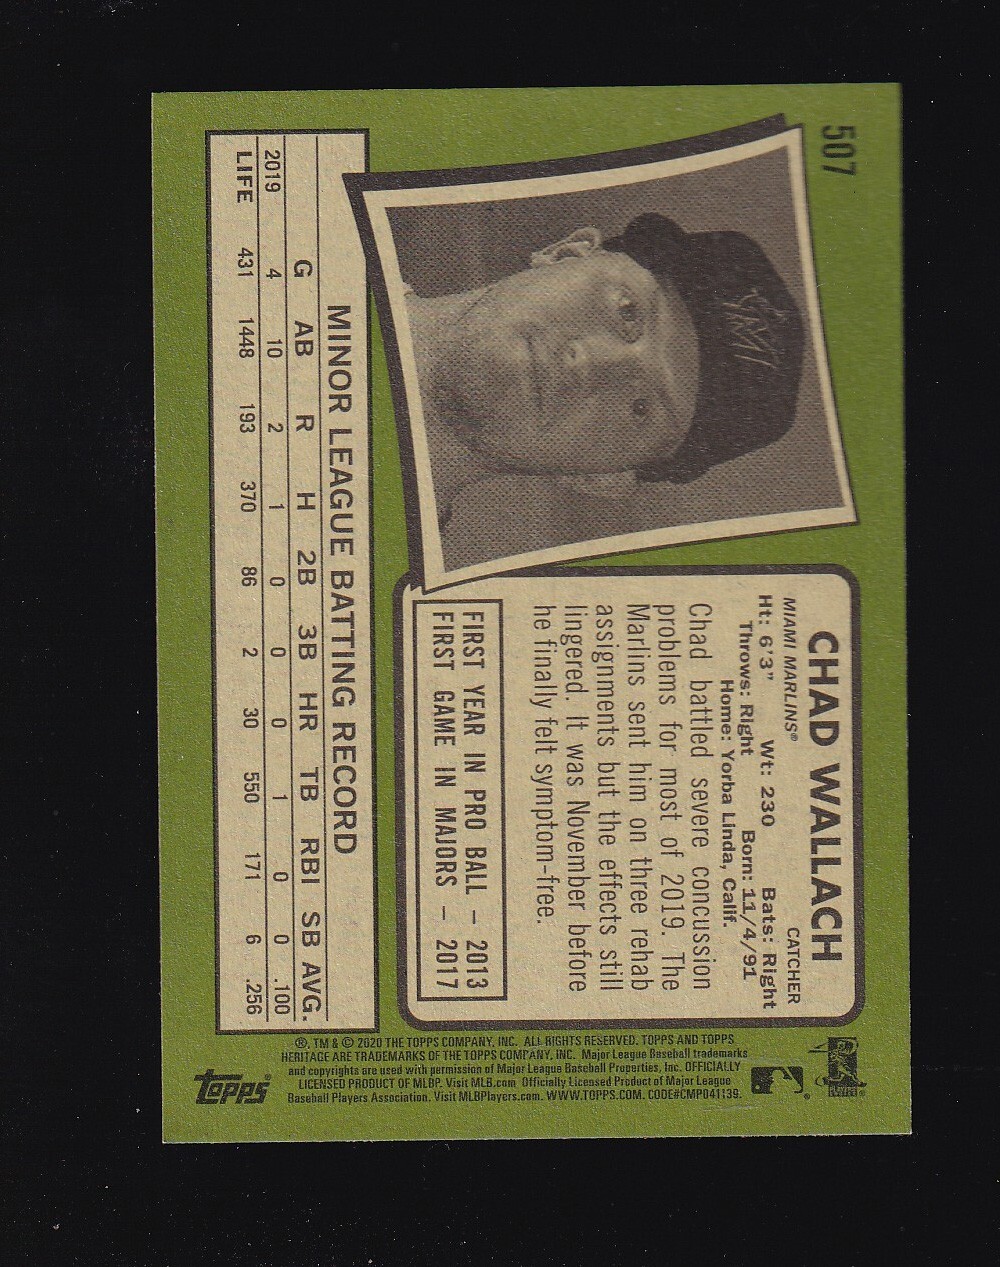 507
CHAD WALLACH
MIAMI MARLINS® CATCHER
Ht: 6'3" Wt: 230 Bats: Right
Throws: Right Born: 11/4/91
Home: Yorba Linda, Calif.
Chad battled severe concussion
problems for most of 2019. The
Marlins sent him on three rehab
assignments but the effects still
lingered. It was November before
he finally felt symptom-free.
FIRST YEAR IN PRO BALL – 2013
FIRST GAME IN MAJORS – 2017
MINOR LEAGUE BATTING RECORD
G AB R H 2B 3B HR TB RBI SB AVG.
2019 4 10 2 1 0 0 0 1 0 0 .100
LIFE 431 1448 193 370 86 2 30 550 171 6 .256
®, TM & © 2020 THE TOPPS COMPANY, INC. ALL RIGHTS RESERVED. TOPPS AND TOPPS
HERITAGE ARE TRADEMARKS OF THE TOPPS COMPANY, INC. Major League Baseball trademarks
and copyrights are used with permission of Major League Baseball Properties, Inc. OFFICIALLY
LICENSED PRODUCT OF MLBP. Visit MLB.com Officially Licensed Product of Major League
Baseball Players Association. Visit MLBPlayers.com. WWW.TOPPS.COM. CODE#CMP041139.
topps®